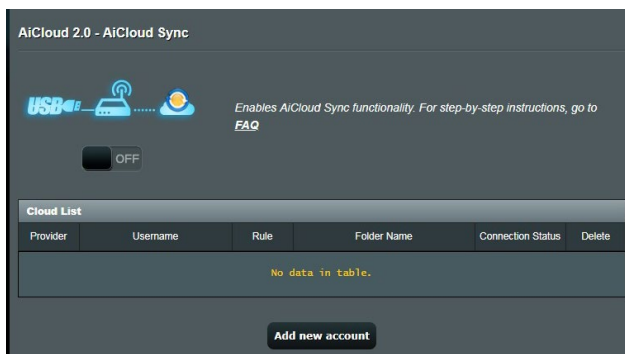 AiCloud 2.0 - AiCloud Sync
USB
Enables AiCloud Sync functionality. For step-by-step instructions, go to
FAQ
OFF
Cloud List
Provider Username Rule Folder Name Connection Status Delete
No data in table.
Add new account